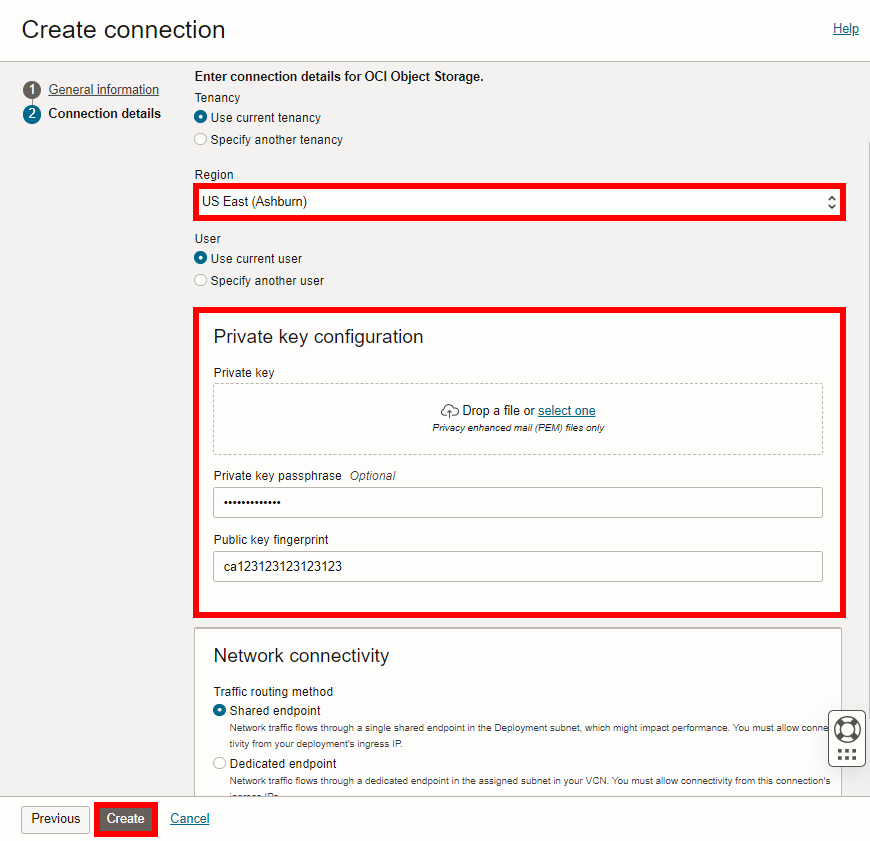 Create connection
Help
1 General information
2 Connection details
Enter connection details for OCI Object Storage.
Tenancy
Use current tenancy
Specify another tenancy
Region
US East (Ashburn)
User
Use current user
Specify another user
Private key configuration
Private key
Drop a file or select one
Privacy enhanced mail (PEM) files only
Private key passphrase Optional
•••••••••••••
Public key fingerprint
ca123123123123123
Network connectivity
Traffic routing method
Shared endpoint
Network traffic flows through a single shared endpoint in the Deployment subnet, which might impact performance. You must allow conne
tivity from your deployment's ingress IP.
Dedicated endpoint
Network traffic flows through a dedicated endpoint in the assigned subnet in your VCN. You must allow connectivity from this connection's
Previous
Create
Cancel